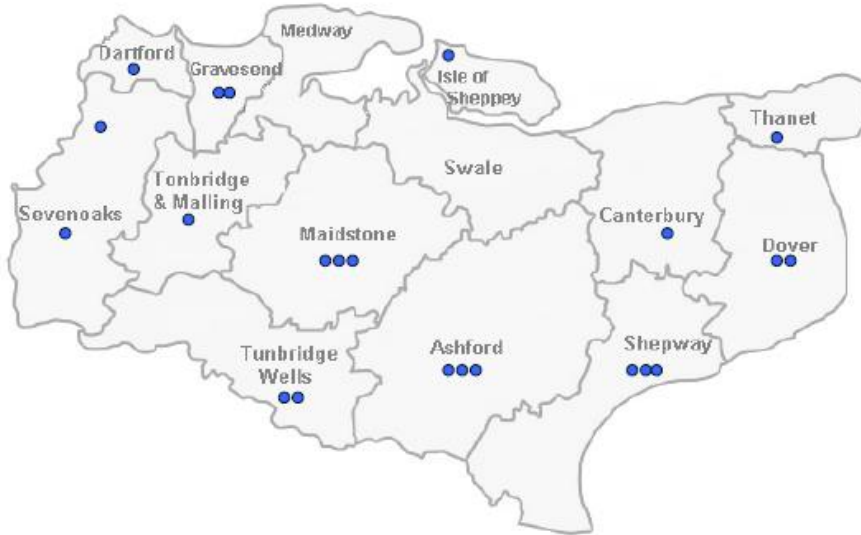 Medway
Dartford
Gravesend
Isle of
Sheppey
Thanet
Swale
Tonbridge
& Malling
Sevenoaks
Canterbury
Maidstone
Dover
Tunbridge
Wells
Ashford
Shepway